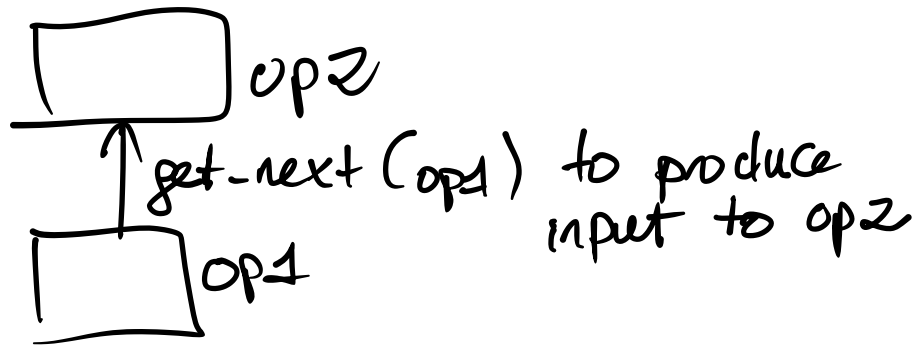 op2
get-next (op1) to produce
input to op2
op1